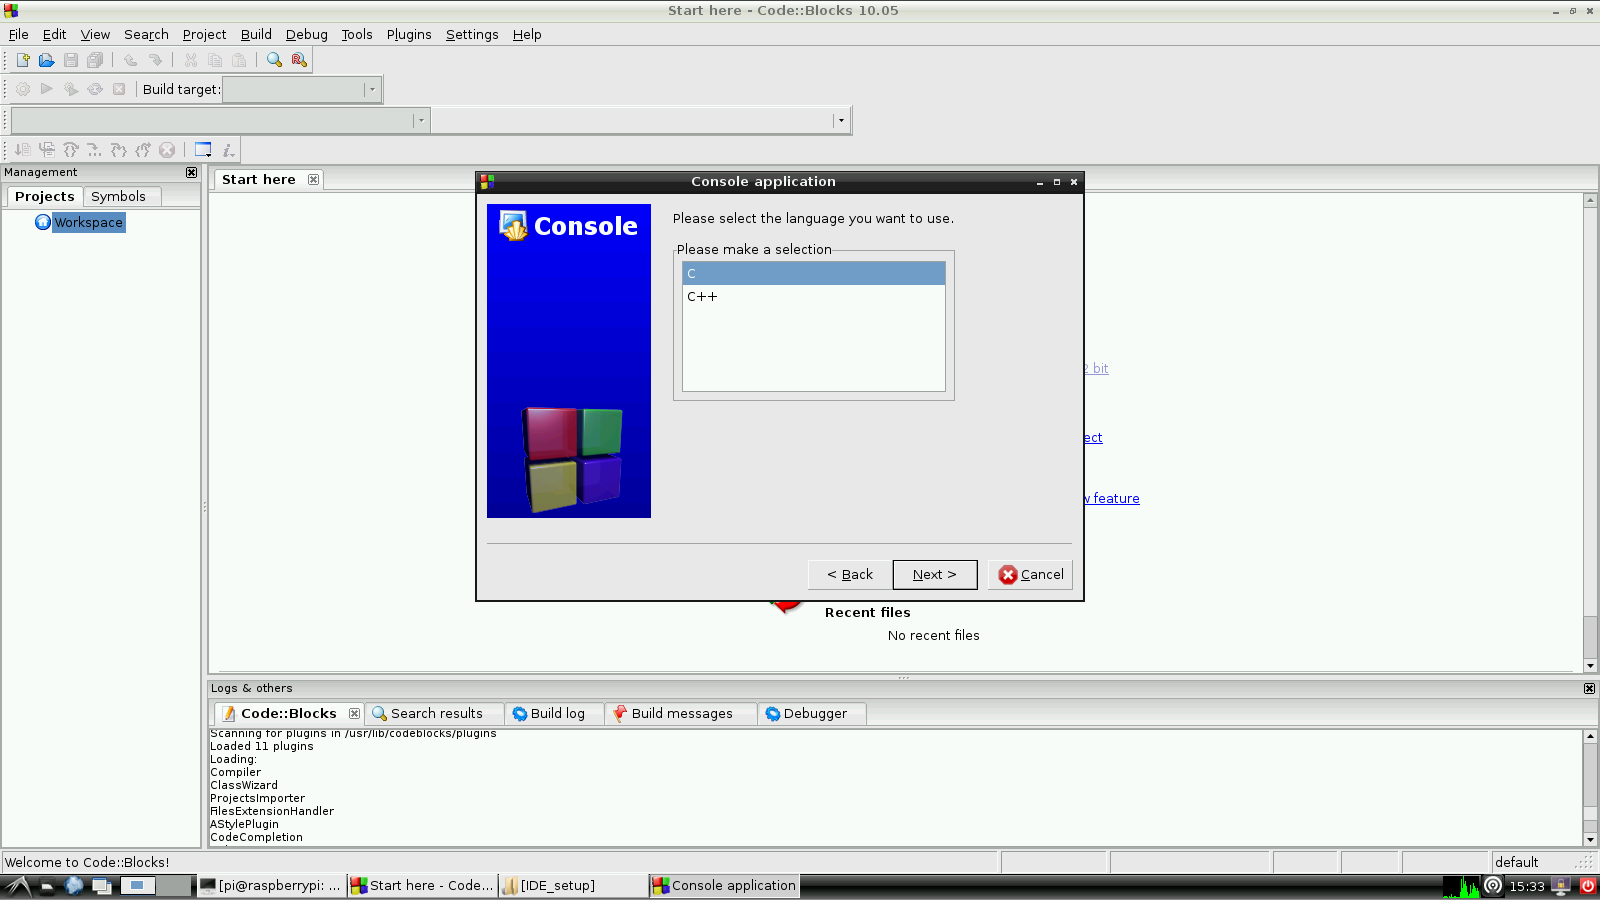 Start here - Code::Blocks 10.05
File Edit View Search Project Build Debug Tools Plugins Settings Help
Build target:
Management
Projects Symbols
Workspace
Start here
Console application
Console
Please select the language you want to use.
Please make a selection
C
C++
2 bit
ect
w feature
< Back Next > Cancel
Recent files
No recent files
Logs & others
Code::Blocks Search results Build log Build messages Debugger
Scanning for plugins in /usr/lib/codeblocks/plugins
Loaded 11 plugins
Loading:
Compiler
ClassWizard
ProjectsImporter
FilesExtensionHandler
AStylePlugin
CodeCompletion
Welcome to Code::Blocks! default
[pi@raspberrypi: ... Start here - Code... [IDE_setup] Console application 15:33